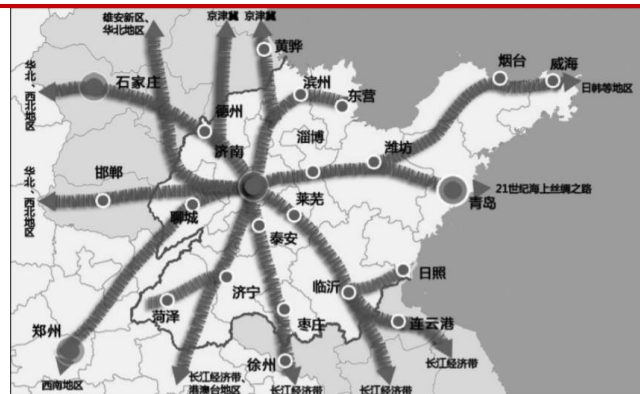 雄安新区、
华北地区
京津冀
京津冀
黄骅
华北、西北地区
石家庄
滨州
东营
烟台
威海
日韩等地区
德州
济南
淄博
潍坊
华北、西北地区
邯郸
聊城
莱芜
青岛
21世纪海上丝绸之路
泰安
济宁
临沂
日照
菏泽
枣庄
连云港
郑州
徐州
西南地区
长江经济带、
港澳台地区
长江经济带
长江经济带
长江经济带